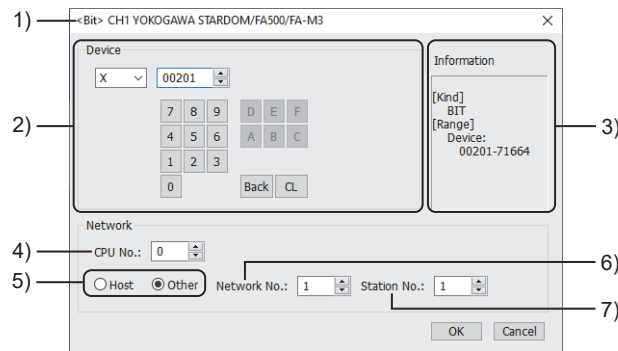 1)
<Bit> CH1 YOKOGAWA STARDOM/FA500/FA-M3
Device
Information
X 00201
[Kind]
BIT
[Range]
Device:
00201-71664
2)
3)
7 8 9 D E F
4 5 6 A B C
1 2 3
0 Back CL
Network
4)
CPU No.: 0
6)
5)
Host Other Network No.: 1 Station No.: 1
7)
OK Cancel